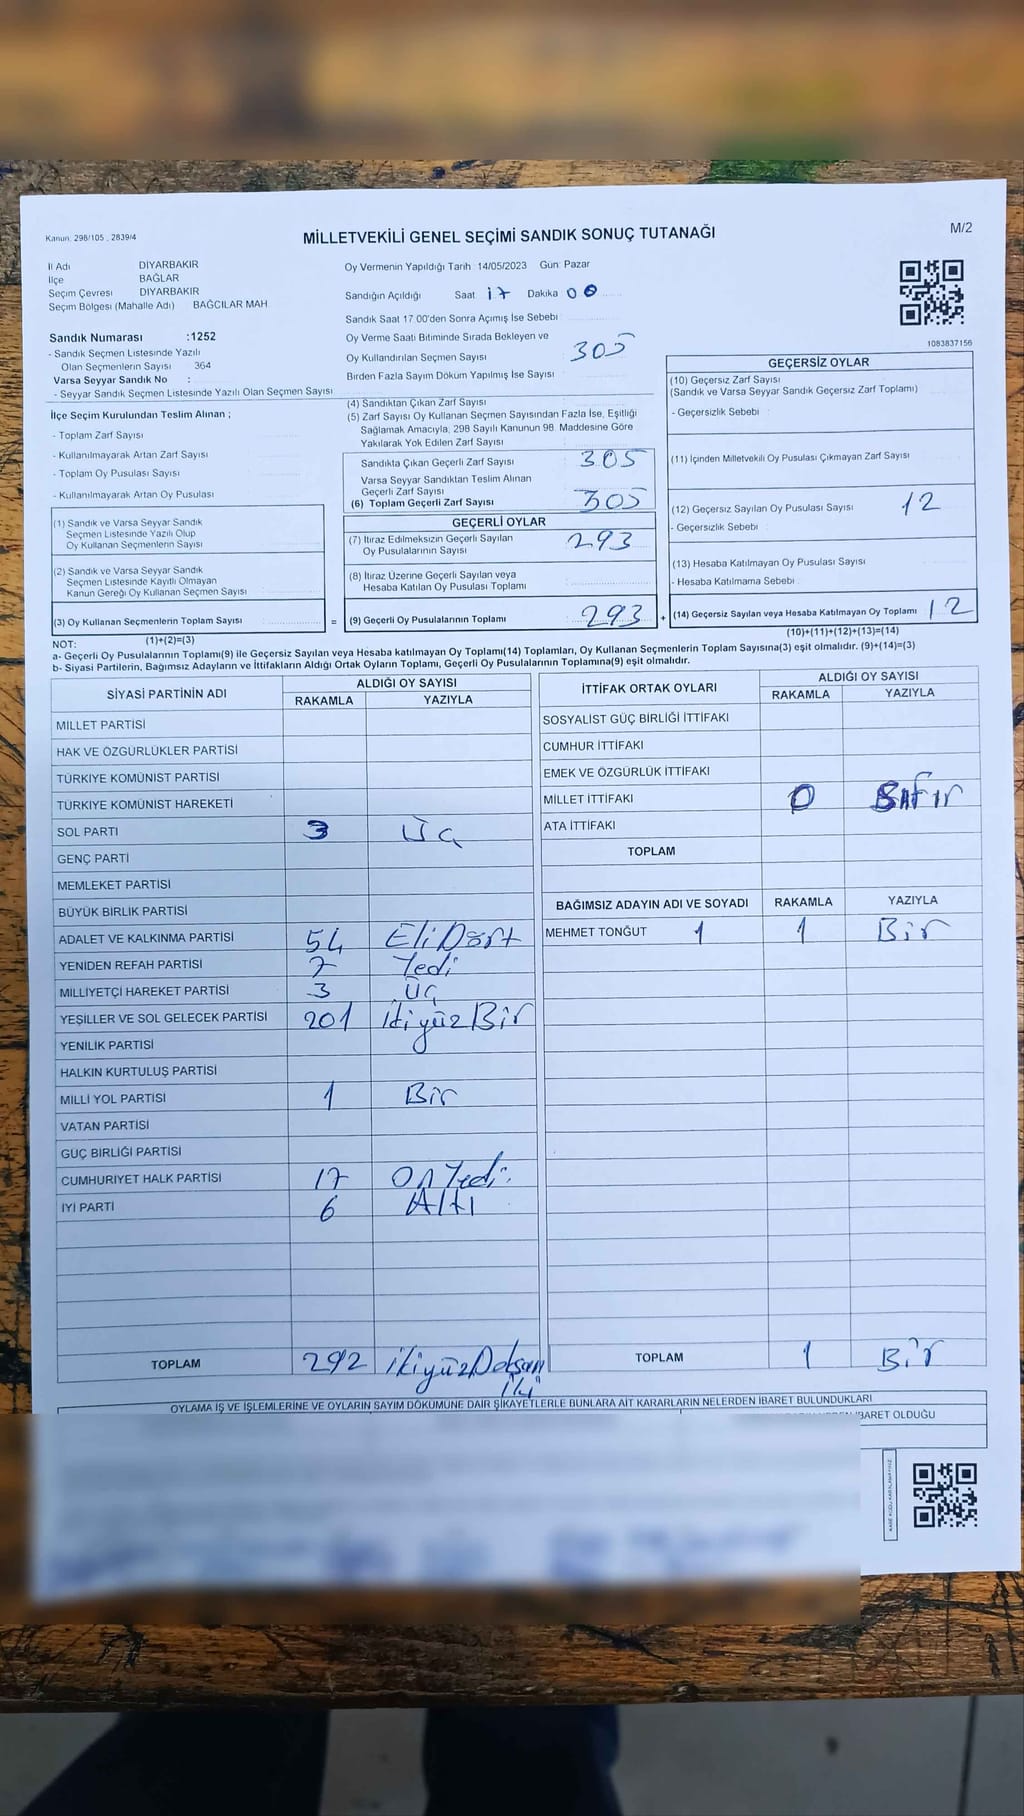 Kanun: 298/105 , 2839/4
MİLLETVEKİLİ GENEL SEÇİMİ SANDIK SONUÇ TUTANAĞI
M/2
İl Adı DİYARBAKIR
İlçe BAĞLAR
Seçim Çevresi DİYARBAKIR
Seçim Bölgesi (Mahalle Adı) BAĞCILAR MAH
Sandık Numarası :1252
- Sandık Seçmen Listesinde Yazılı
Olan Seçmenlerin Sayısı 364
Varsa Seyyar Sandık No :
- Seyyar Sandık Seçmen Listesinde Yazılı Olan Seçmen Sayısı
Oy Vermenin Yapıldığı Tarih: 14/05/2023 Gün: Pazar
Sandığın Açıldığı Saat 17 Dakika 00
Sandık Saat 17.00'den Sonra Açımış İse Sebebi
Oy Verme Saati Bitiminde Sırada Bekleyen ve
Oy Kullandırılan Seçmen Sayısı 305
Birden Fazla Sayım Döküm Yapılmış İse Sayısı
1083837156
İlçe Seçim Kurulundan Teslim Alınan ;
- Toplam Zarf Sayısı
- Kullanılmayarak Artan Zarf Sayısı
- Toplam Oy Pusulası Sayısı
- Kullanılmayarak Artan Oy Pusulası
(4) Sandıktan Çıkan Zarf Sayısı
(5) Zarf Sayısı Oy Kullanan Seçmen Sayısından Fazla İse, Eşitliği
Sağlamak Amacıyla, 298 Sayılı Kanunun 98. Maddesine Göre
Yakılarak Yok Edilen Zarf Sayısı
Sandıkta Çıkan Geçerli Zarf Sayısı 305
Varsa Seyyar Sandıktan Teslim Alınan
Geçerli Zarf Sayısı
(6) Toplam Geçerli Zarf Sayısı 305
GEÇERSİZ OYLAR
(10) Geçersiz Zarf Sayısı
(Sandık ve Varsa Seyyar Sandık Geçersiz Zarf Toplamı)
- Geçersizlik Sebebi
(11) İçinden Milletvekili Oy Pusulası Çıkmayan Zarf Sayısı
(12) Geçersiz Sayılan Oy Pusulası Sayısı 12
- Geçersizlik Sebebi
(13) Hesaba Katılmayan Oy Pusulası Sayısı
- Hesaba Katılmama Sebebi
(14) Geçersiz Sayılan veya Hesaba Katılmayan Oy Toplamı 12
(10)+(11)+(12)+(13)=(14)
(1) Sandık ve Varsa Seyyar Sandık
Seçmen Listesinde Yazılı Olup
Oy Kullanan Seçmenlerin Sayısı
(2) Sandık ve Varsa Seyyar Sandık
Seçmen Listesinde Kayıtlı Olmayan
Kanun Gereği Oy Kullanan Seçmen Sayısı
(3) Oy Kullanan Seçmenlerin Toplam Sayısı =
(1)+(2)=(3)
GEÇERLİ OYLAR
(7) İtiraz Edilmeksizin Geçerli Sayılan
Oy Pusulalarının Sayısı 293
(8) İtiraz Üzerine Geçerli Sayılan veya
Hesaba Katılan Oy Pusulası Toplamı
(9) Geçerli Oy Pusulalarının Toplamı 293 +
NOT:
a- Geçerli Oy Pusulalarının Toplamı(9) ile Geçersiz Sayılan veya Hesaba katılmayan Oy Toplamı(14) Toplamları, Oy Kullanan Seçmenlerin Toplam Sayısına(3) eşit olmalıdır. (9)+(14)=(3)
b- Siyasi Partilerin, Bağımsız Adayların ve İttifakların Aldığı Ortak Oyların Toplamı, Geçerli Oy Pusulalarının Toplamına(9) eşit olmalıdır.
SİYASİ PARTİNİN ADI ALDIĞI OY SAYISI
RAKAMLA YAZIYLA
MİLLET PARTİSİ
HAK VE ÖZGÜRLÜKLER PARTİSİ
TÜRKİYE KOMÜNİST PARTİSİ
TÜRKİYE KOMÜNİST HAREKETİ
SOL PARTİ 3 Üç
GENÇ PARTİ
MEMLEKET PARTİSİ
BÜYÜK BİRLİK PARTİSİ
ADALET VE KALKINMA PARTİSİ 54 EliDört
YENİDEN REFAH PARTİSİ 7 Yedi
MİLLİYETÇİ HAREKET PARTİSİ 3 Üç
YEŞİLLER VE SOL GELECEK PARTİSİ 201 ikiyüzBir
YENİLİK PARTİSİ
HALKIN KURTULUŞ PARTİSİ
MİLLİ YOL PARTİSİ 1 Bir
VATAN PARTİSİ
GÜÇ BİRLİĞİ PARTİSİ
CUMHURİYET HALK PARTİSİ 17 OnYedi
İYİ PARTİ 6 Altı
TOPLAM 292
İTTİFAK ORTAK OYLARI ALDIĞI OY SAYISI
RAKAMLA YAZIYLA
SOSYALİST GÜÇ BİRLİĞİ İTTİFAKI
CUMHUR İTTİFAKI
EMEK VE ÖZGÜRLÜK İTTİFAKI
MİLLET İTTİFAKI 0 Sıfır
ATA İTTİFAKI
TOPLAM
BAĞIMSIZ ADAYIN ADI VE SOYADI RAKAMLA YAZIYLA
MEHMET TONĞUT 1 1 Bir
TOPLAM 1 Bir
OYLAMA İŞ VE İŞLEMLERİNE VE OYLARIN SAYIM DÖKÜMÜNE DAİR ŞİKAYETLERLE BUNLARA AİT KARARLARIN NELERDEN İBARET BULUNDUKLARI
OLDUĞU